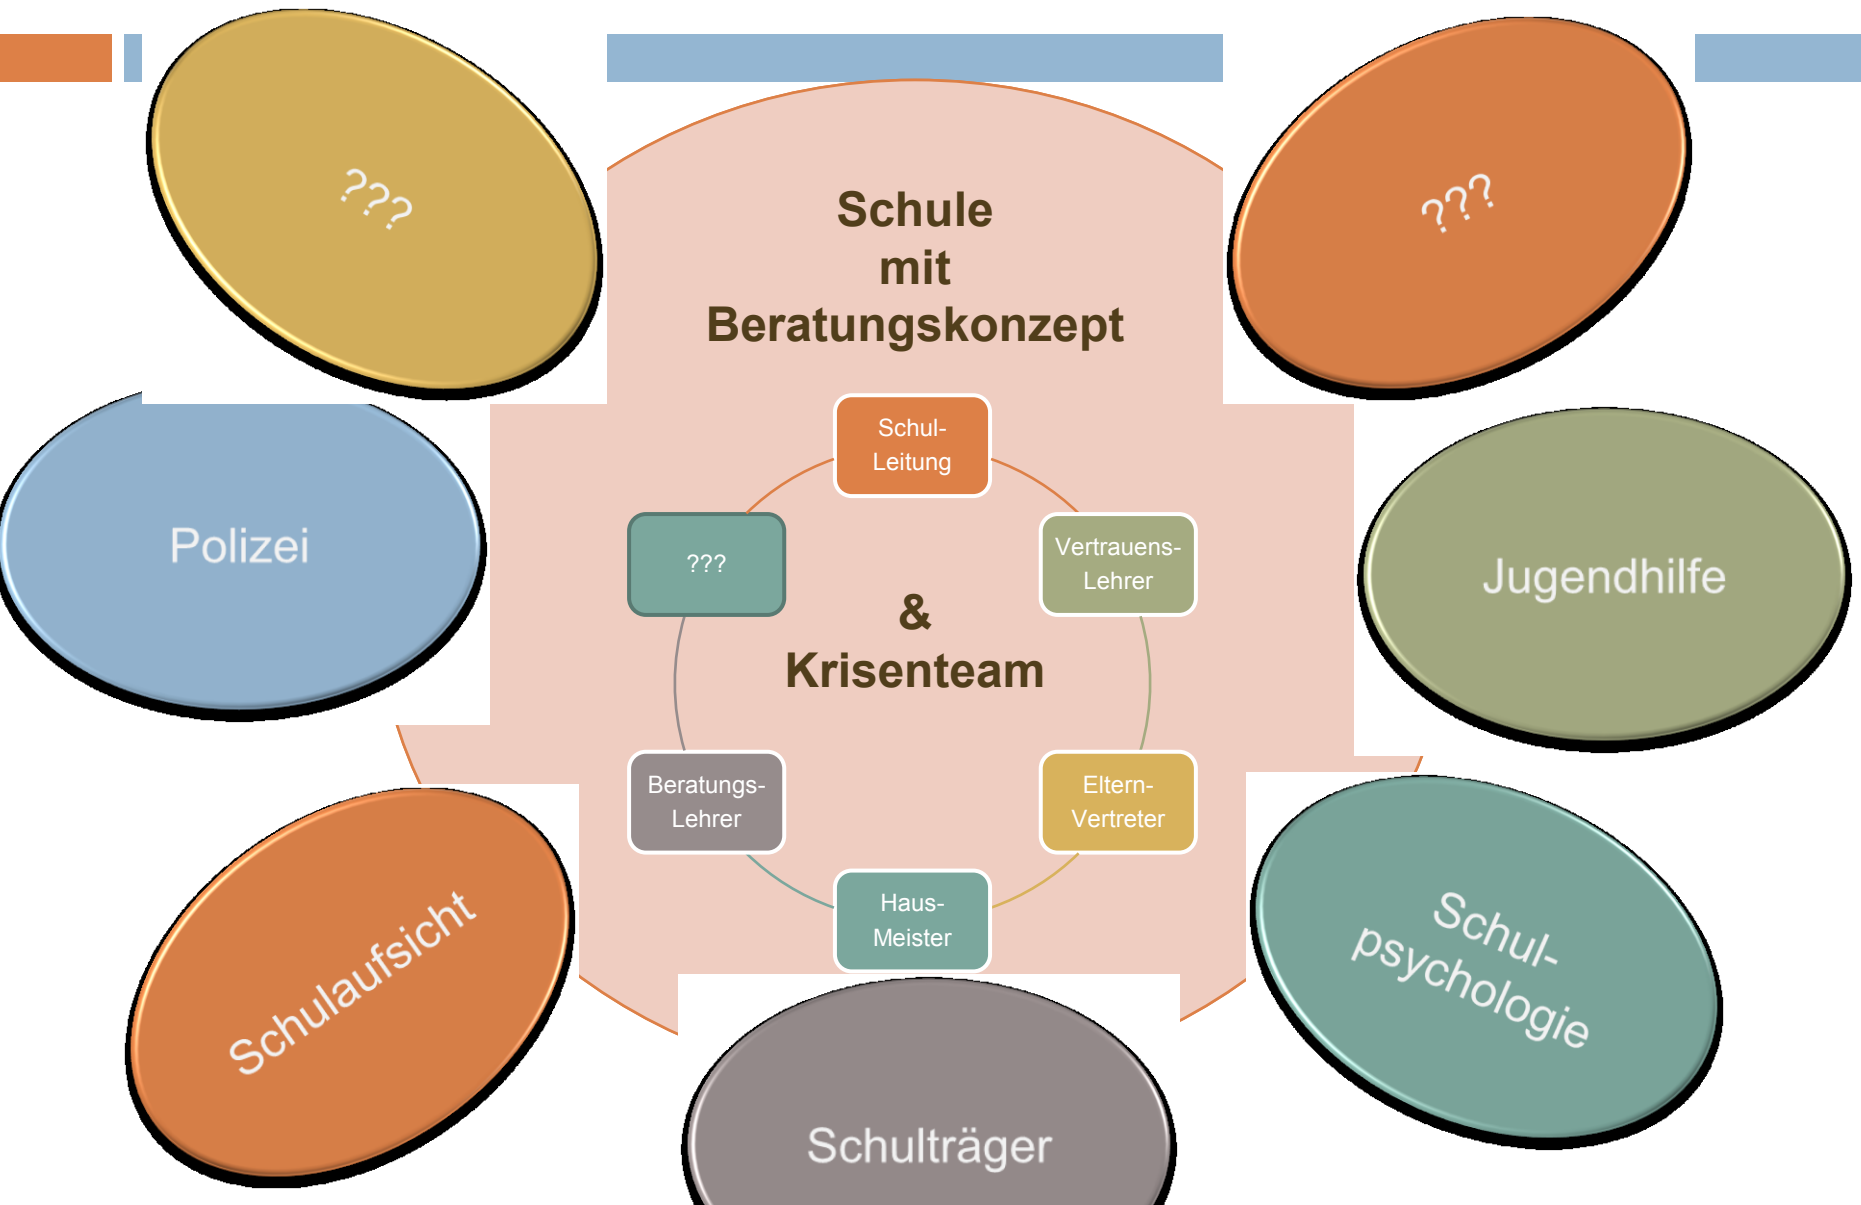 ???
???
Schule
mit
Beratungskonzept
Schul-
Leitung
Polizei
???
Vertrauens-
Lehrer
Jugendhilfe
&
Krisenteam
Beratungs-
Lehrer
Eltern-
Vertreter
Haus-
Meister
Schulaufsicht
Schul-
psychologie
Schulträger